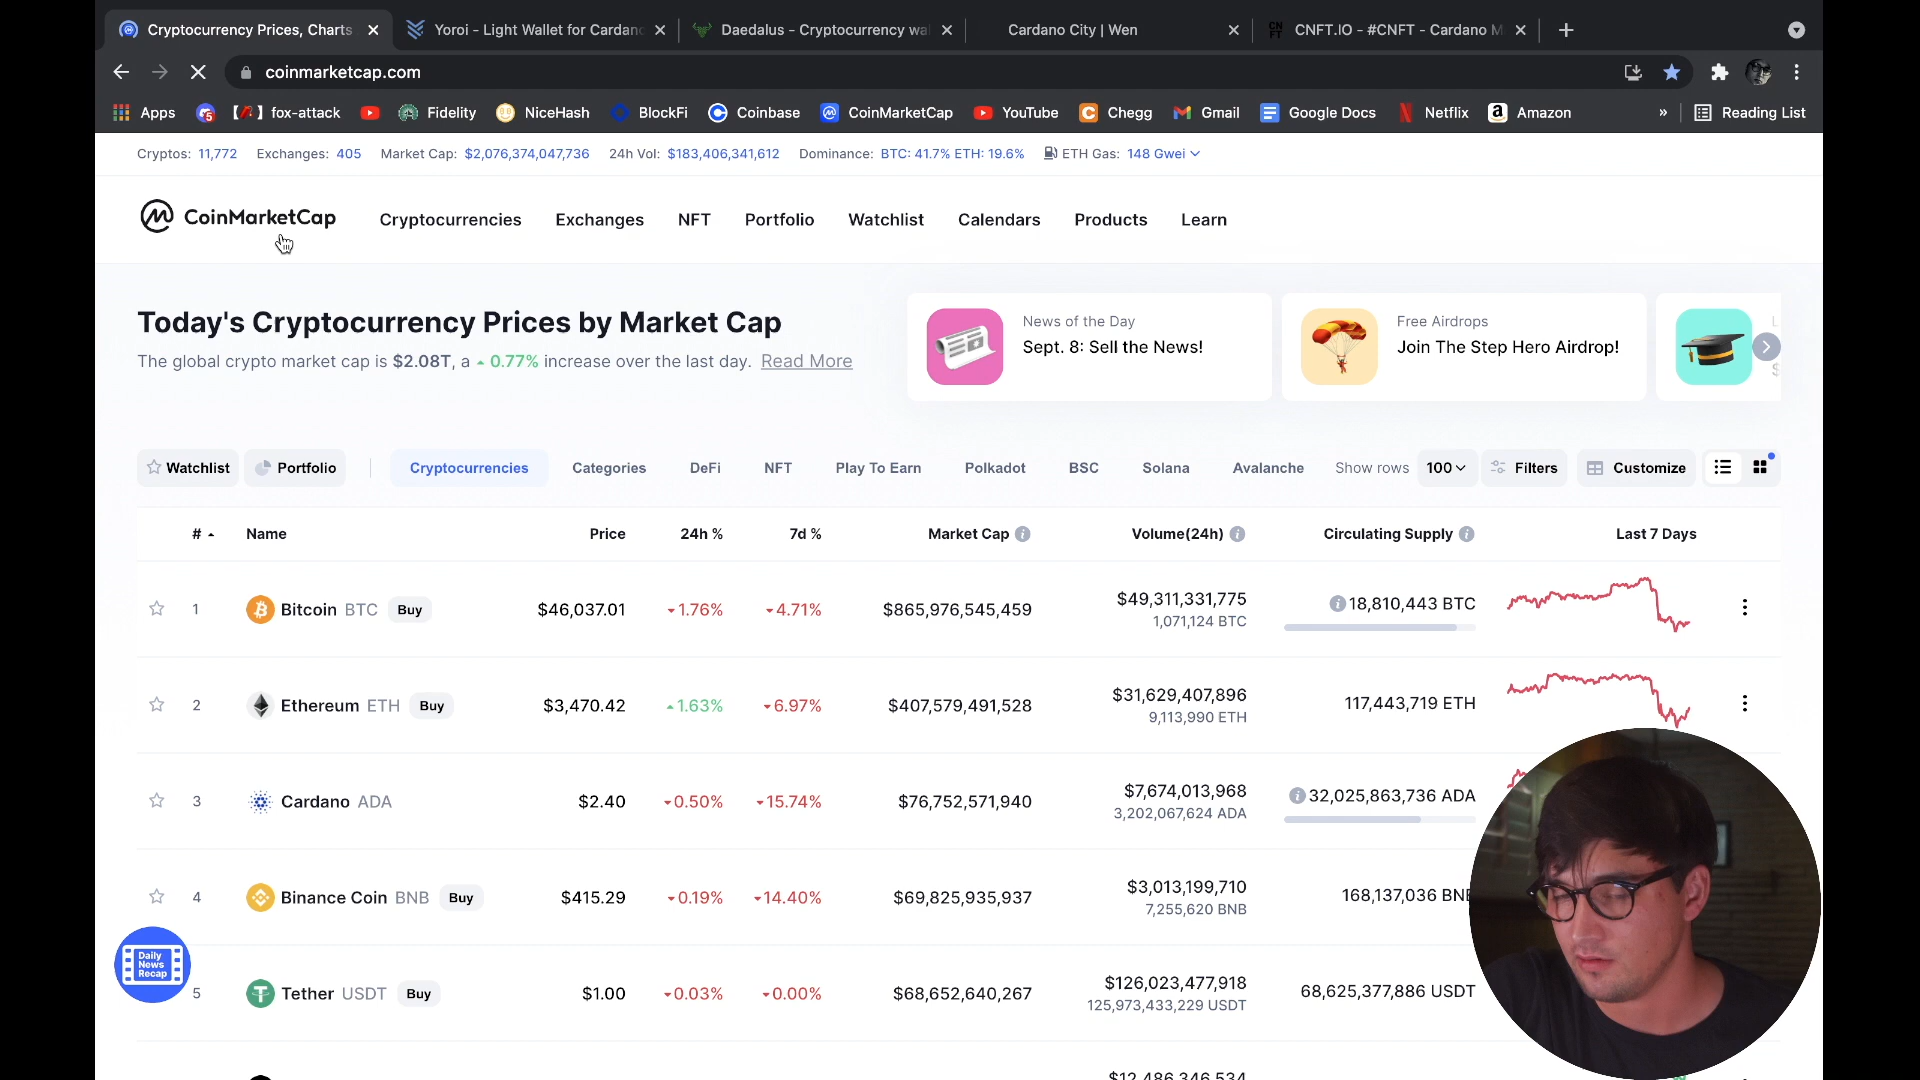 Cryptocurrency Prices, Charts
Yoroi - Light Wallet for Cardano
Daedalus - Cryptocurrency wal
Cardano City | Wen
CNFT.IO - #CNFT - Cardano M
coinmarketcap.com
Apps
fox-attack
Fidelity
NiceHash
BlockFi
Coinbase
CoinMarketCap
YouTube
Chegg
Gmail
Google Docs
Netflix
Amazon
»
Reading List
Cryptos: 11,772 Exchanges: 405 Market Cap: $2,076,374,047,736 24h Vol: $183,406,341,612 Dominance: BTC: 41.7% ETH: 19.6% ETH Gas: 148 Gwei
CoinMarketCap
Cryptocurrencies
Exchanges
NFT
Portfolio
Watchlist
Calendars
Products
Learn
Today's Cryptocurrency Prices by Market Cap
The global crypto market cap is $2.08T, a 0.77% increase over the last day. Read More
News of the Day
Sept. 8: Sell the News!
Free Airdrops
Join The Step Hero Airdrop!
Watchlist
Portfolio
Cryptocurrencies
Categories
DeFi
NFT
Play To Earn
Polkadot
BSC
Solana
Avalanche
Show rows 100
Filters
Customize
# Name Price 24h % 7d % Market Cap Volume(24h) Circulating Supply Last 7 Days
1 Bitcoin BTC Buy $46,037.01 1.76% 4.71% $865,976,545,459 $49,311,331,775 18,810,443 BTC
1,071,124 BTC
2 Ethereum ETH Buy $3,470.42 1.63% 6.97% $407,579,491,528 $31,629,407,896 117,443,719 ETH
9,113,990 ETH
3 Cardano ADA $2.40 0.50% 15.74% $76,752,571,940 $7,674,013,968 32,025,863,736 ADA
3,202,067,624 ADA
4 Binance Coin BNB Buy $415.29 0.19% 14.40% $69,825,935,937 $3,013,199,710 168,137,036 BNB
7,255,620 BNB
Daily
News
Recap
5 Tether USDT Buy $1.00 0.03% 0.00% $68,652,640,267 $126,023,477,918 68,625,377,886 USDT
125,973,433,229 USDT
$12,486,346,534